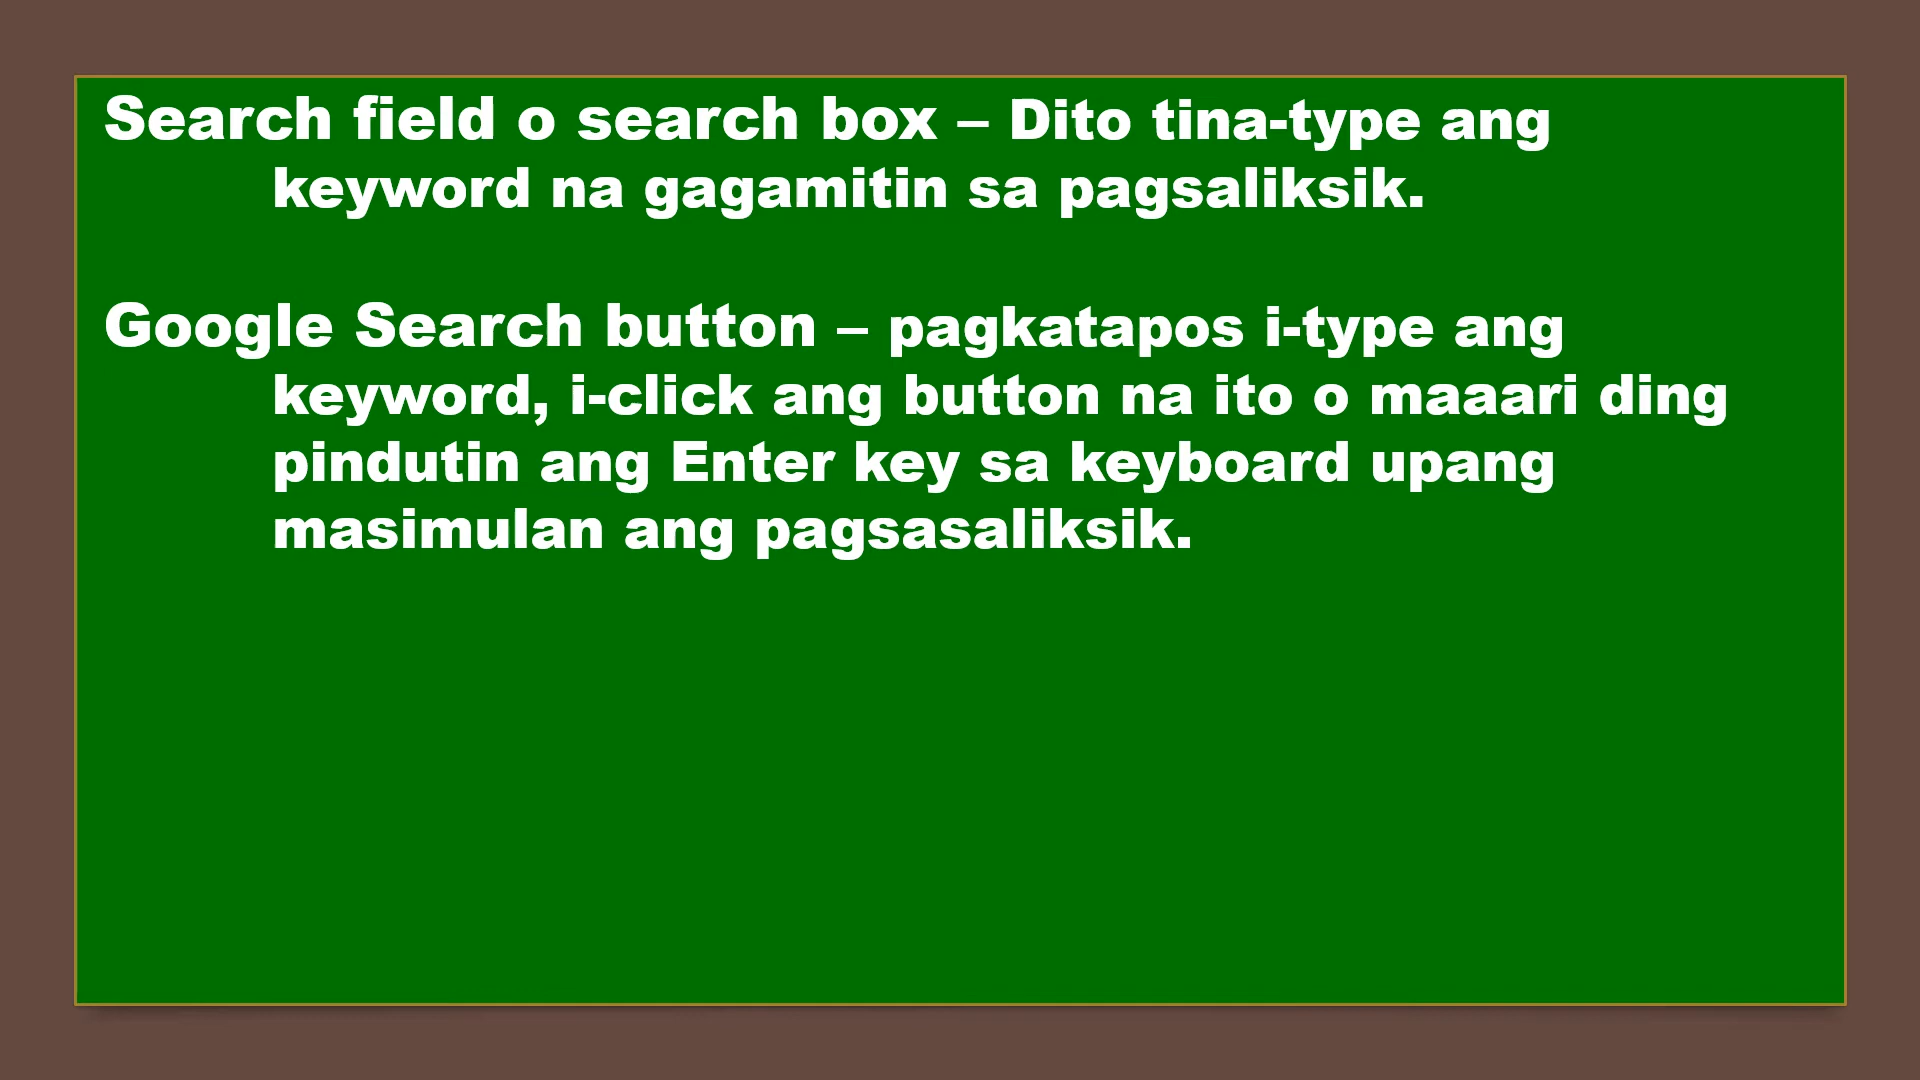 Search field o search box – Dito tina-type ang
keyword na gagamitin sa pagsaliksik.
Google Search button – pagkatapos i-type ang
keyword, i-click ang button na ito o maaari ding
pindutin ang Enter key sa keyboard upang
masimulan ang pagsasaliksik.